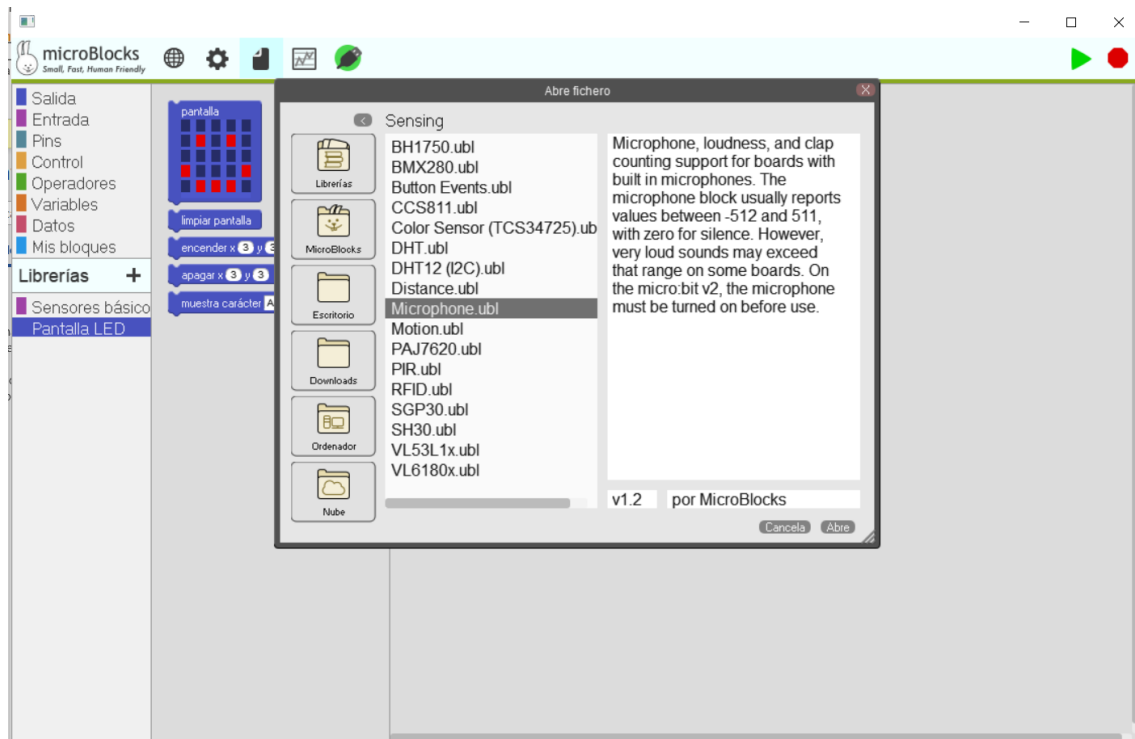 microBlocks
Small, Fast, Human Friendly
Salida
Entrada
Pins
Control
Operadores
Variables
Datos
Mis bloques
Librerías +
Sensores básico
Pantalla LED
pantalla
limpiar pantalla
encender x 3 y 3
apagar x 3 y 3
muestra carácter A
Abre fichero
Sensing
Librerías
MicroBlocks
Escritorio
Downloads
Ordenador
Nube
BH1750.ubl
BMX280.ubl
Button Events.ubl
CCS811.ubl
Color Sensor (TCS34725).ub
DHT.ubl
DHT12 (I2C).ubl
Distance.ubl
Microphone.ubl
Motion.ubl
PAJ7620.ubl
PIR.ubl
RFID.ubl
SGP30.ubl
SH30.ubl
VL53L1x.ubl
VL6180x.ubl
Microphone, loudness, and clap
counting support for boards with
built in microphones. The
microphone block usually reports
values between -512 and 511,
with zero for silence. However,
very loud sounds may exceed
that range on some boards. On
the micro:bit v2, the microphone
must be turned on before use.
v1.2 por MicroBlocks
Cancela Abre